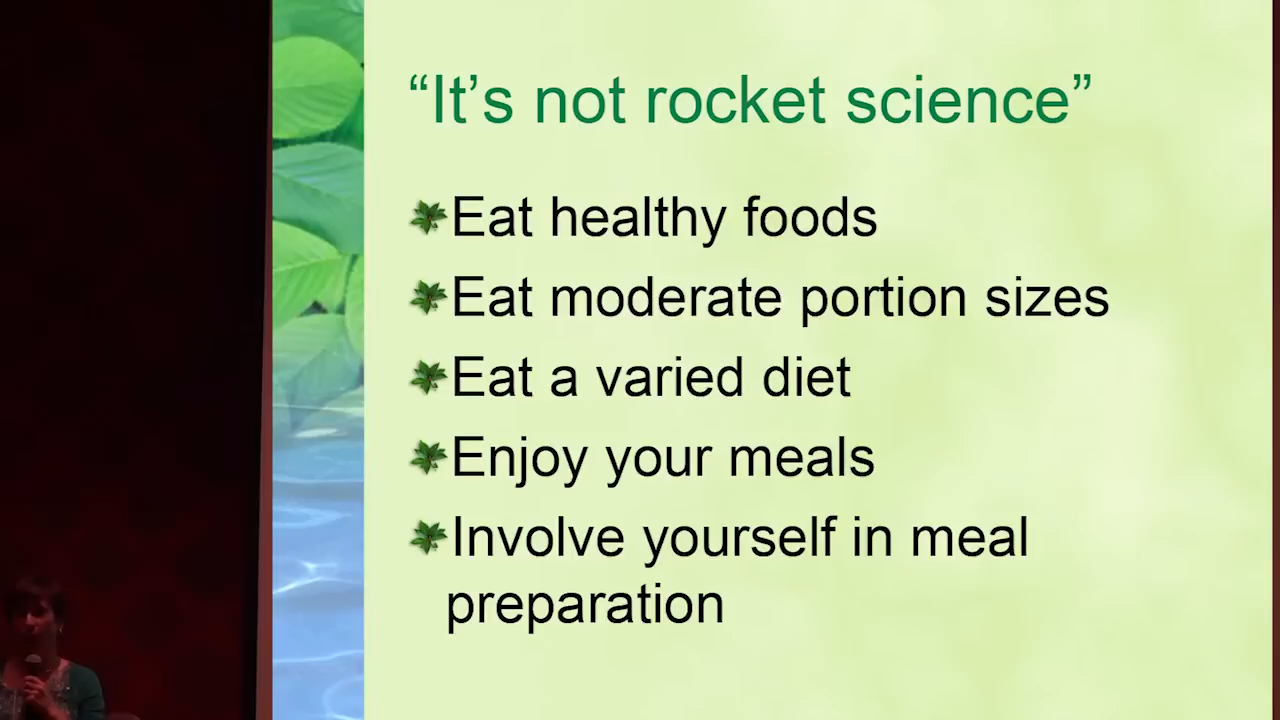 “It’s not rocket science”
Eat healthy foods
Eat moderate portion sizes
Eat a varied diet
Enjoy your meals
Involve yourself in meal
preparation